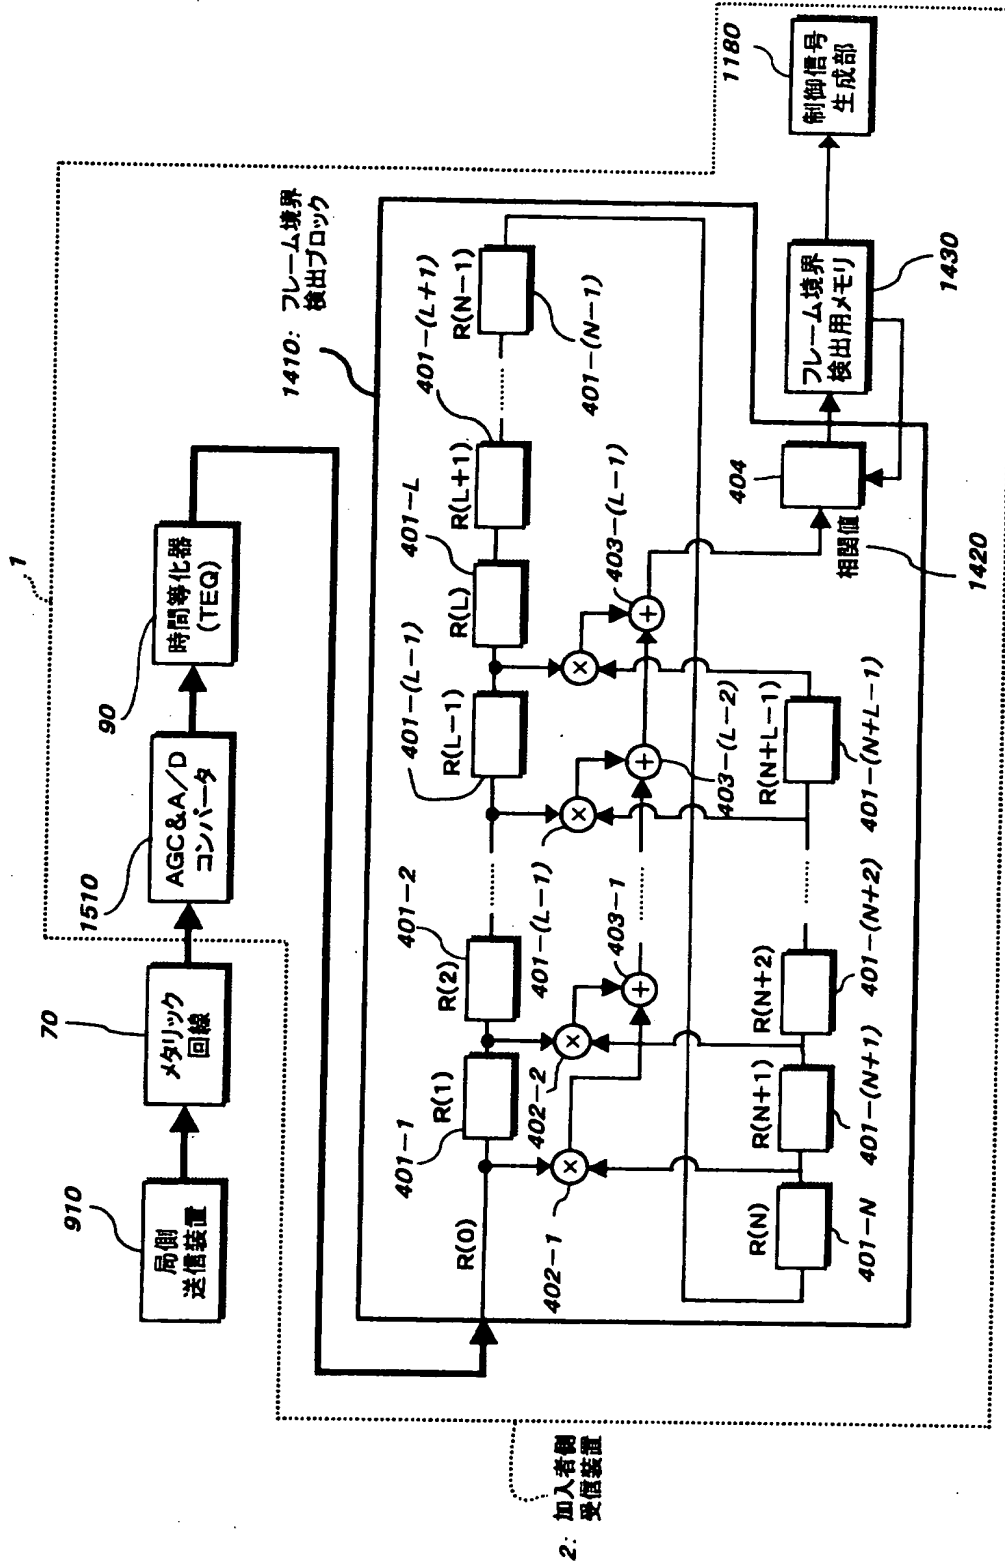 1
910
局側
送信装置
70
メタリック
回線
1510
AGC&A/D
コンバータ
90
時間等化器
(TEQ)
1410: フレーム境界
検出ブロック
2: 加入者側
受信装置
R(0)
401-1
R(1)
401-2
R(2)
401-(L-1)
R(L-1)
401-L
R(L)
401-(L+1)
R(L+1)
R(N-1)
401-(N-1)
402-1
×
402-2
×
401-(L-1)
×
×
403-1
+
403-(L-2)
+
403-(L-1)
+
R(N)
401-N
R(N+1)
401-(N+1)
R(N+2)
401-(N+2)
R(N+L-1)
401-(N+L-1)
404
相関値
1420
フレーム境界
検出用メモリ
1430
1180
制御信号
生成部